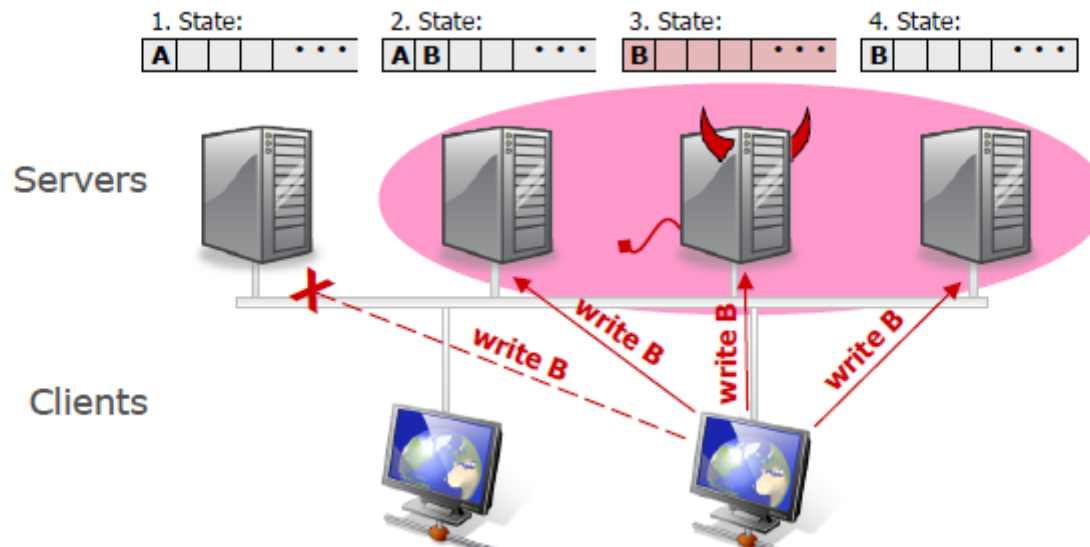 1. State: 2. State: 3. State: 4. State:
A • • • A B • • • B • • • B • • •
Servers
write B write B write B write B
Clients